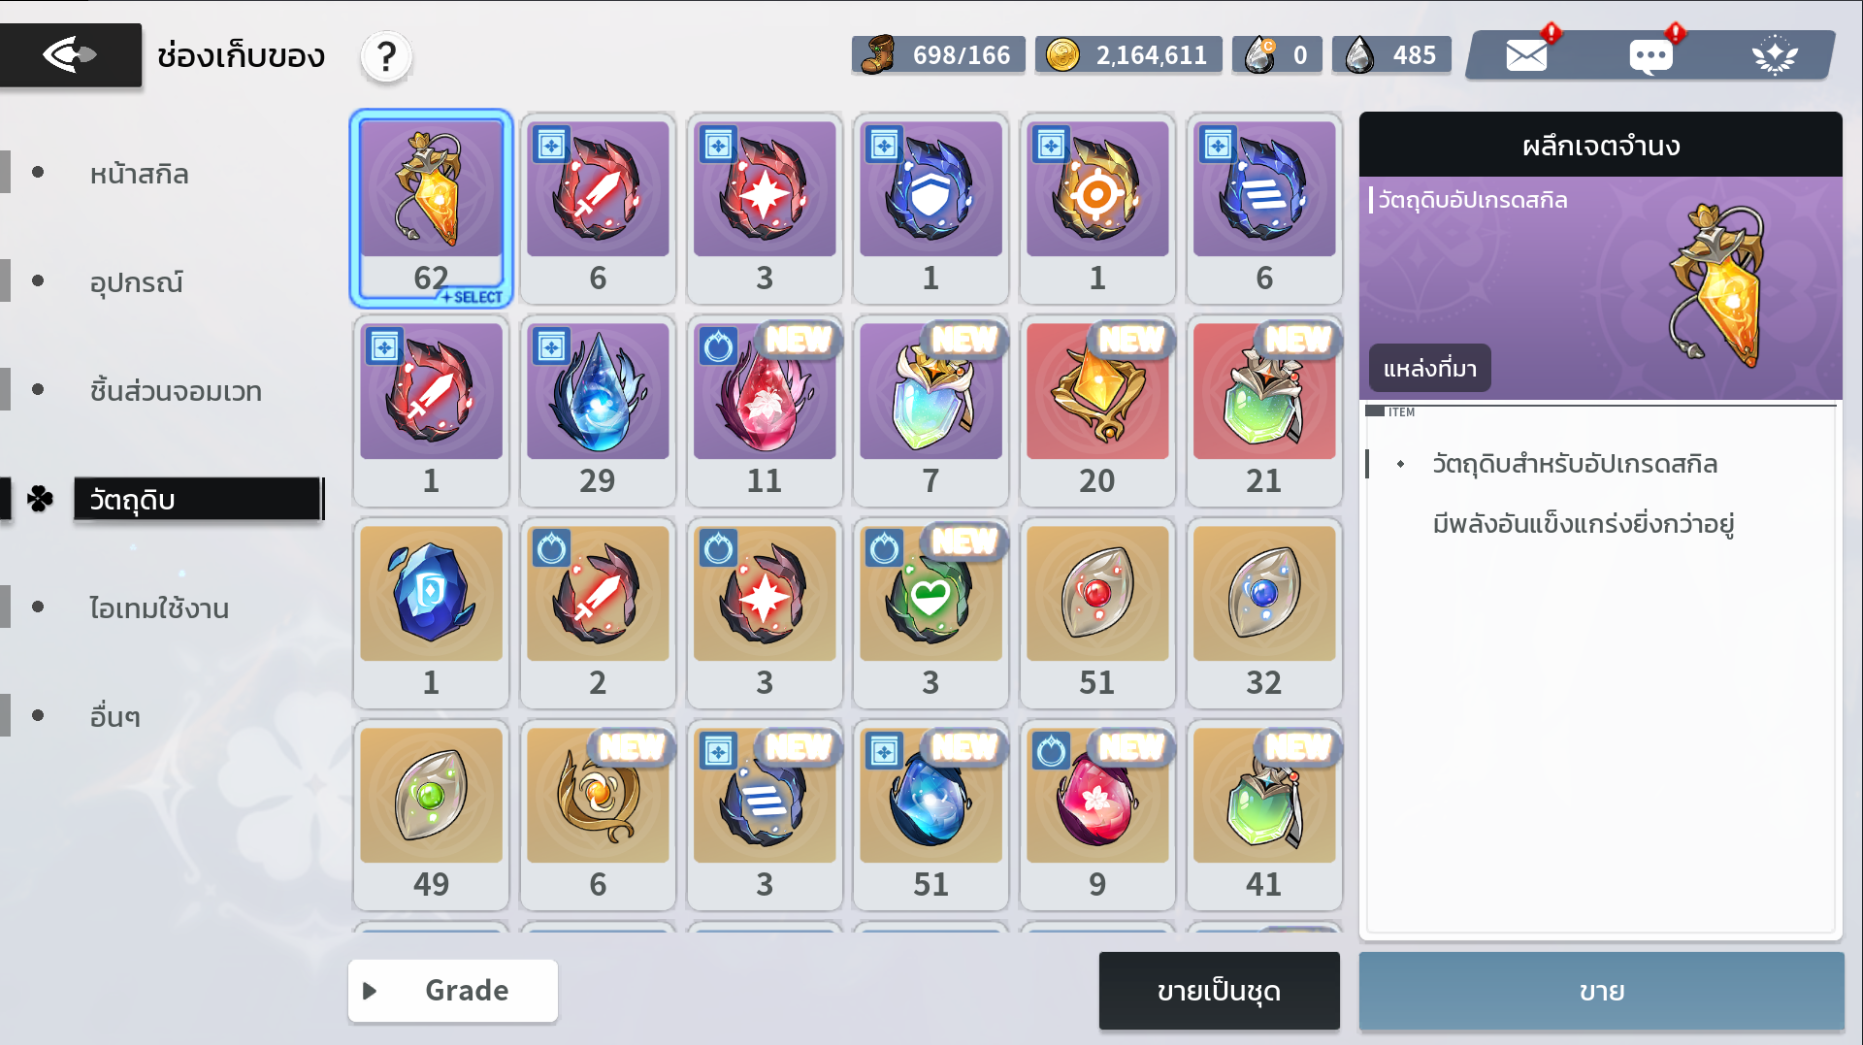 ช่องเก็บของ
?
698/166
2,164,611
0
485
หน้าสกิล
อุปกรณ์
ชิ้นส่วนจอมเวท
วัตถุดิบ
ไอเทมใช้งาน
อื่นๆ
62
+SELECT
6
3
1
1
6
NEW
NEW
NEW
NEW
1
29
11
7
20
21
NEW
1
2
3
3
51
32
NEW
NEW
NEW
NEW
NEW
49
6
3
51
9
41
Grade
ขายเป็นชุด
ผลึกเจตจำนง
วัตถุดิบอัปเกรดสกิล
แหล่งที่มา
ITEM
วัตถุดิบสำหรับอัปเกรดสกิล
มีพลังอันแข็งแกร่งยิ่งกว่าอยู่
ขาย